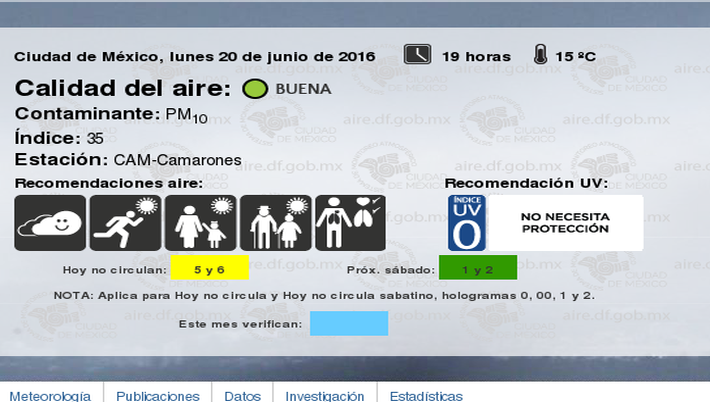 Ciudad de México, lunes 20 de junio de 2016 19 horas 15 ºC
Calidad del aire: BUENA
Contaminante: PM10
Índice: 35
Estación: CAM-Camarones
Recomendaciones aire: Recomendación UV:
ÍNDICE
UV
0
NO NECESITA
PROTECCIÓN
Hoy no circulan: 5 y 6 Próx. sábado: 1 y 2
NOTA: Aplica para Hoy no circula y Hoy no circula sabatino, hologramas 0, 00, 1 y 2.
Este mes verifican:
Meteorología Publicaciones Datos Investigación Estadísticas
aire.df.gob.mx
CIUDAD
DE MÉXICO